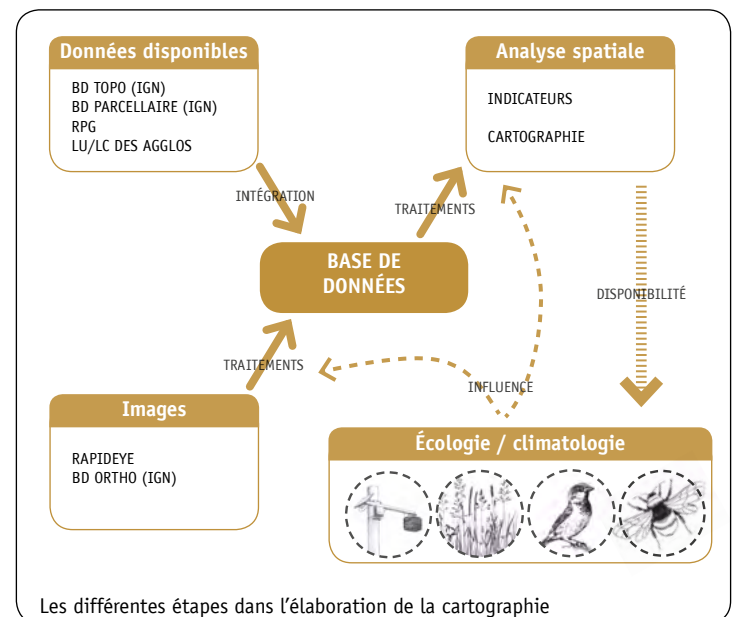 Données disponibles
BD TOPO (IGN)
BD PARCELLAIRE (IGN)
RPG
LU/LC DES AGGLOS
Analyse spatiale
INDICATEURS
CARTOGRAPHIE
INTÉGRATION
TRAITEMENTS
BASE DE
DONNÉES
DISPONIBILITÉ
TRAITEMENTS
INFLUENCE
Images
RAPIDEYE
BD ORTHO (IGN)
Écologie / climatologie
Les différentes étapes dans l'élaboration de la cartographie